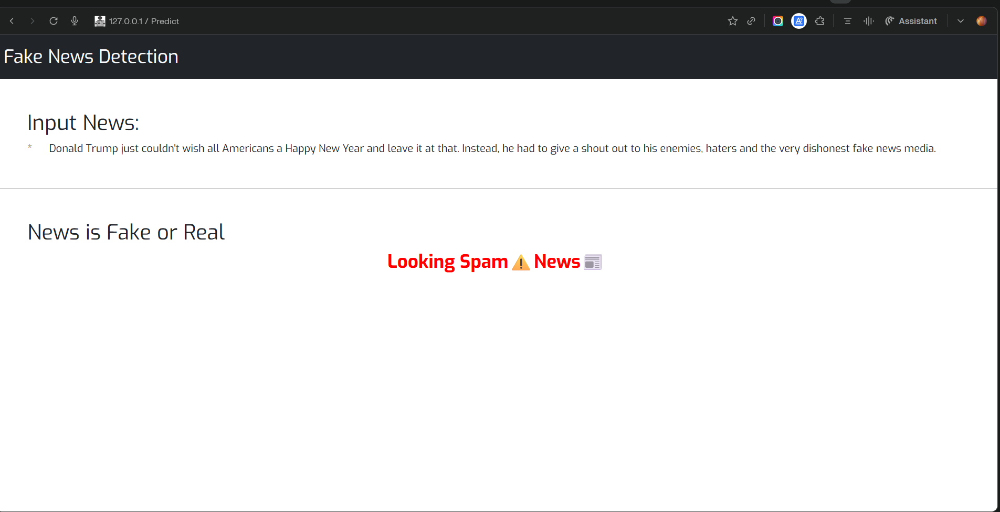 127.0.0.1 / Predict
Assistant
Fake News Detection
Input News:
* Donald Trump just couldn't wish all Americans a Happy New Year and leave it at that. Instead, he had to give a shout out to his enemies, haters and the very dishonest fake news media.
News is Fake or Real
Looking Spam ⚠️ News 📰